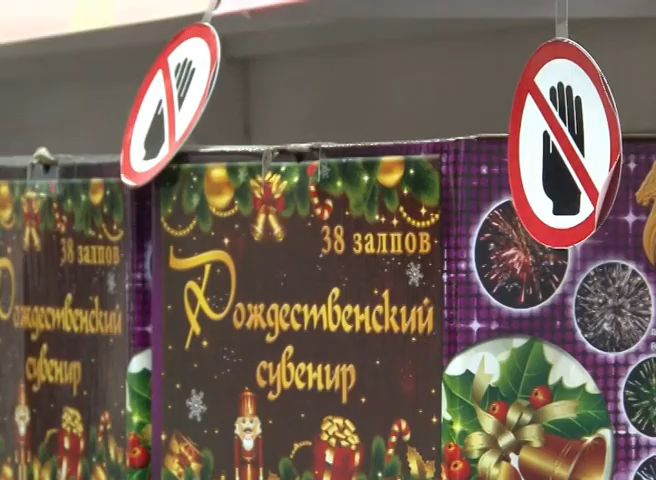 38 залпов
Рождественский
сувенир
38 залпов
Рождественский
сувенир